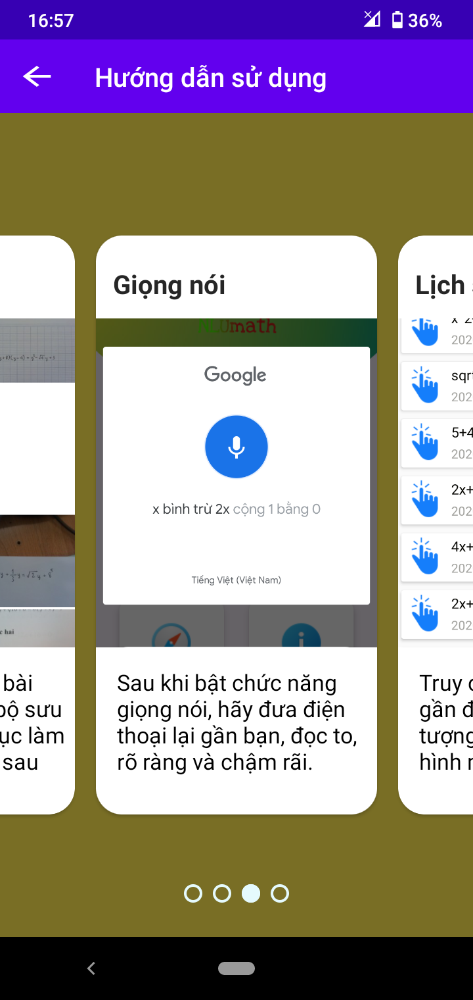 16:57
36%
Hướng dẫn sử dụng
Giọng nói
math
Google
x bình trừ 2x cộng 1 bằng 0
Tiếng Việt (Việt Nam)
Sau khi bật chức năng
giọng nói, hãy đưa điện
thoại lại gần bạn, đọc to,
rõ ràng và chậm rãi.
bài
bộ sưu
ục làm
sau
c hai
Lịch
202
sqrt
202
5+4
202
2x+
202
4x+
202
2x+
202
Truy
gần đ
tượng
hình